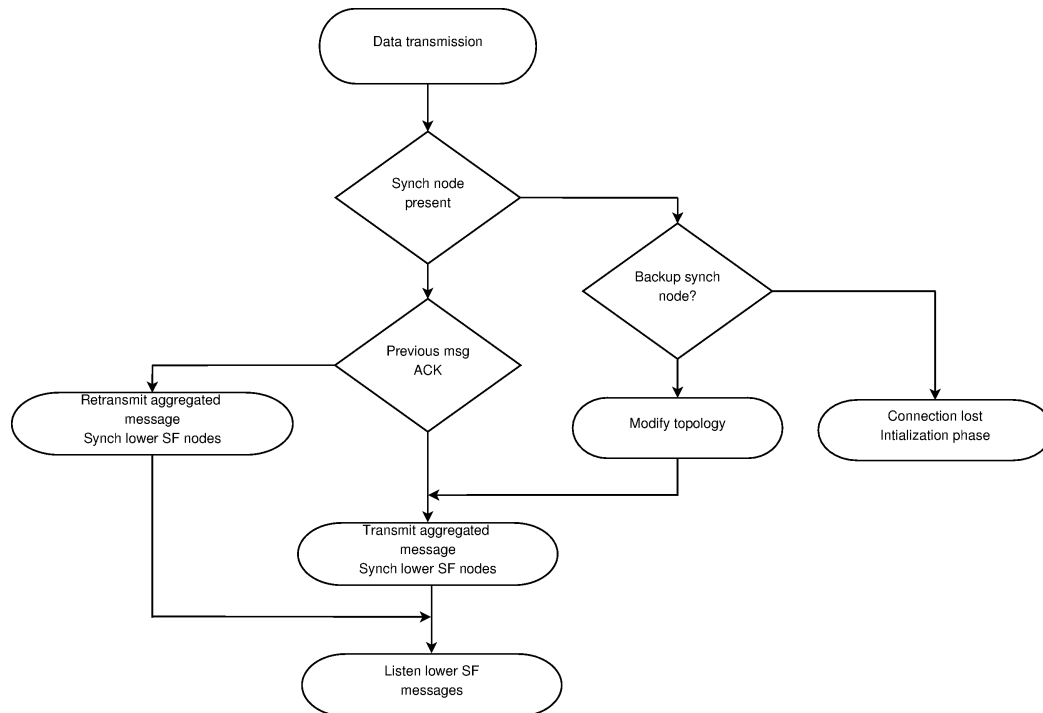 Data transmission
Synch node
present
Backup synch
node?
Previous msg
ACK
Retransmit aggregated
message
Synch lower SF nodes
Modify topology
Connection lost
Intialization phase
Transmit aggregated
message
Synch lower SF nodes
Listen lower SF
messages